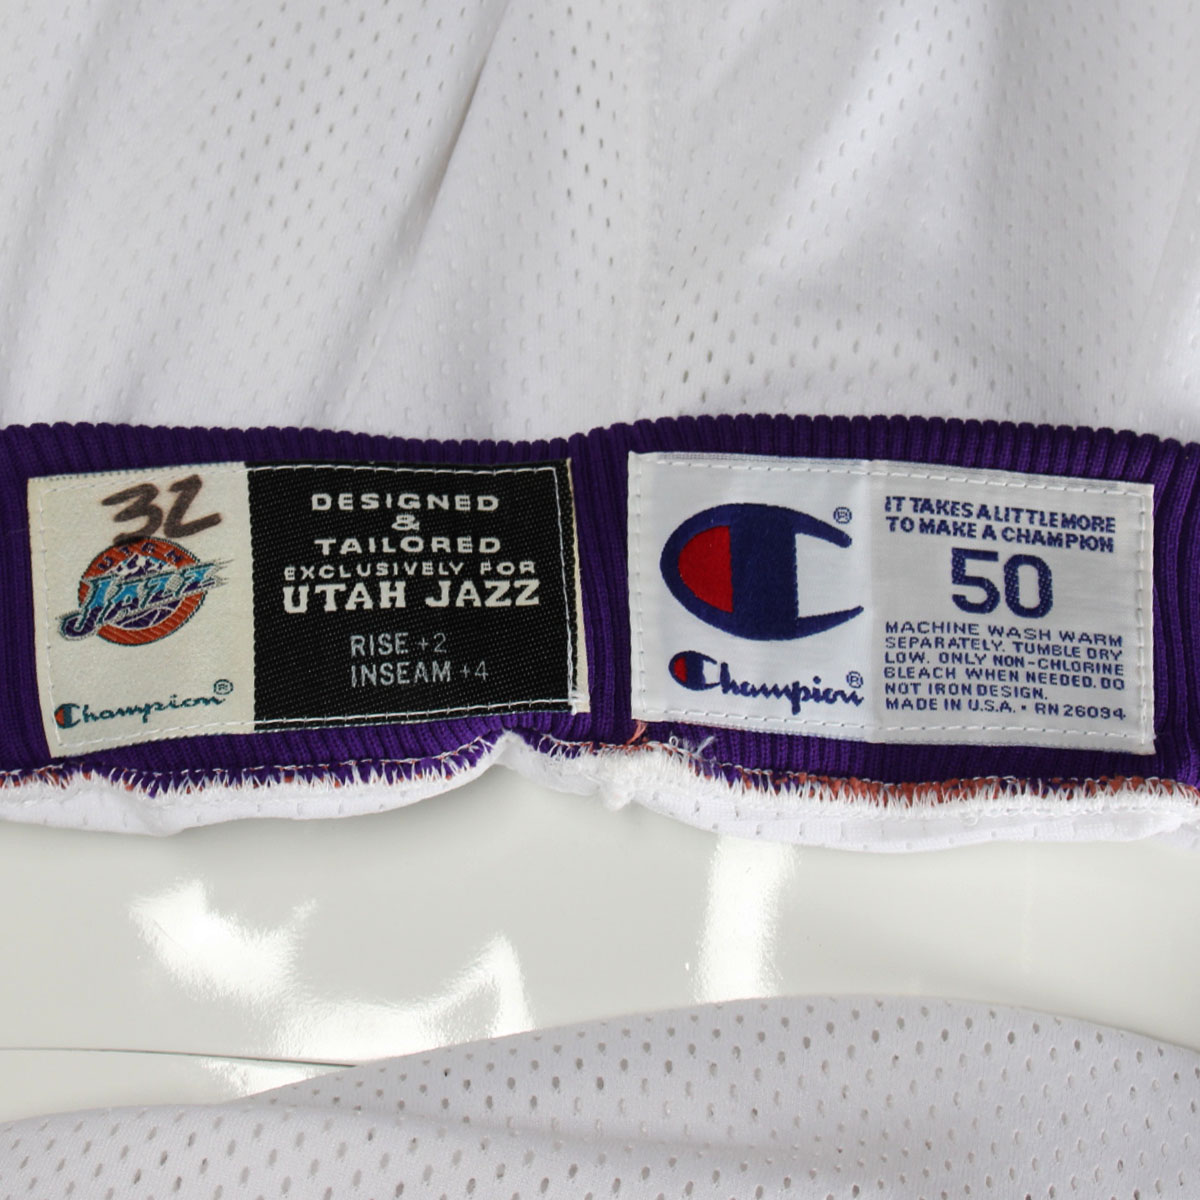 32
UTAH
JAZZ
Champion®
DESIGNED
&
TAILORED
EXCLUSIVELY FOR
UTAH JAZZ
RISE +2
INSEAM +4
®
Champion®
IT TAKES A LITTLE MORE
TO MAKE A CHAMPION
50
MACHINE WASH WARM
SEPARATELY. TUMBLE DRY
LOW. ONLY NON-CHLORINE
BLEACH WHEN NEEDED. DO
NOT IRON DESIGN.
MADE IN U.S.A. • RN 26094